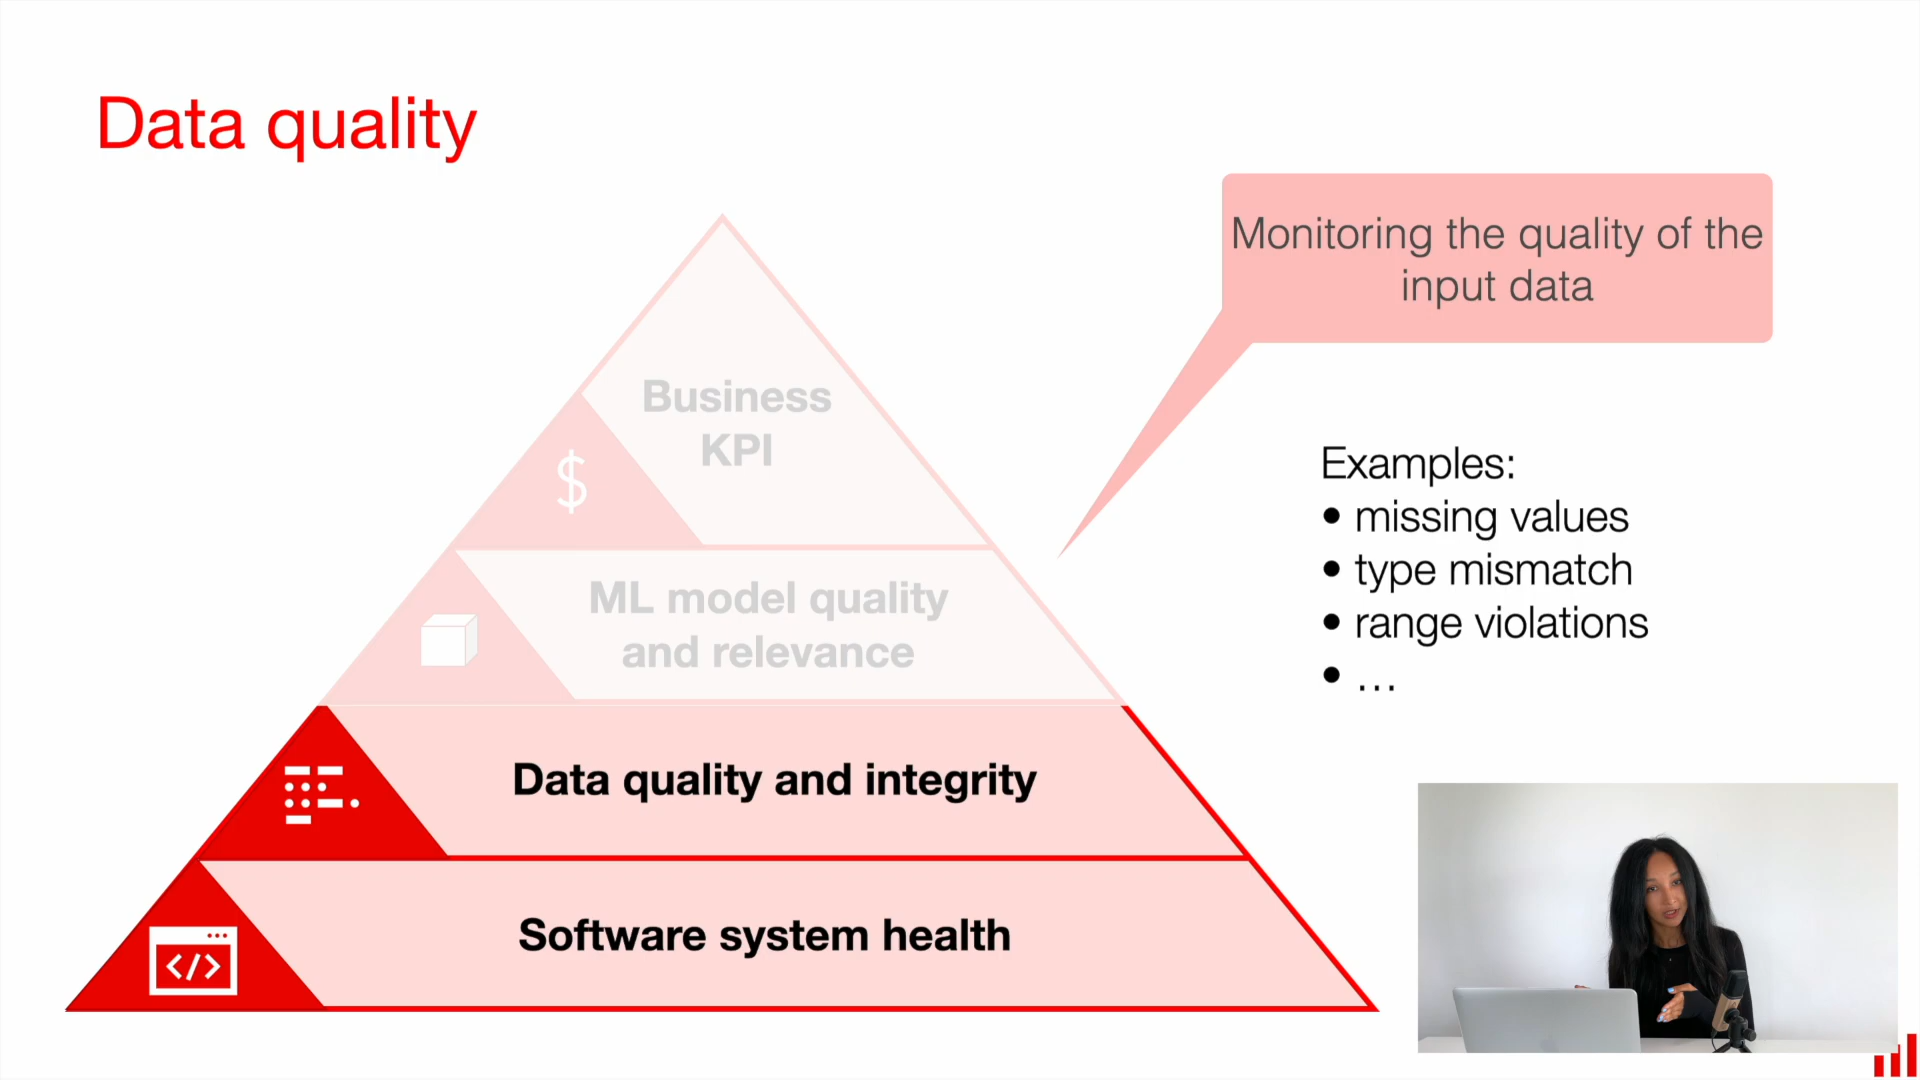 Data quality
Monitoring the quality of the
input data
Business
KPI
$
ML model quality
and relevance
Examples:
• missing values
• type mismatch
• range violations
• ...
Data quality and integrity
</>
Software system health